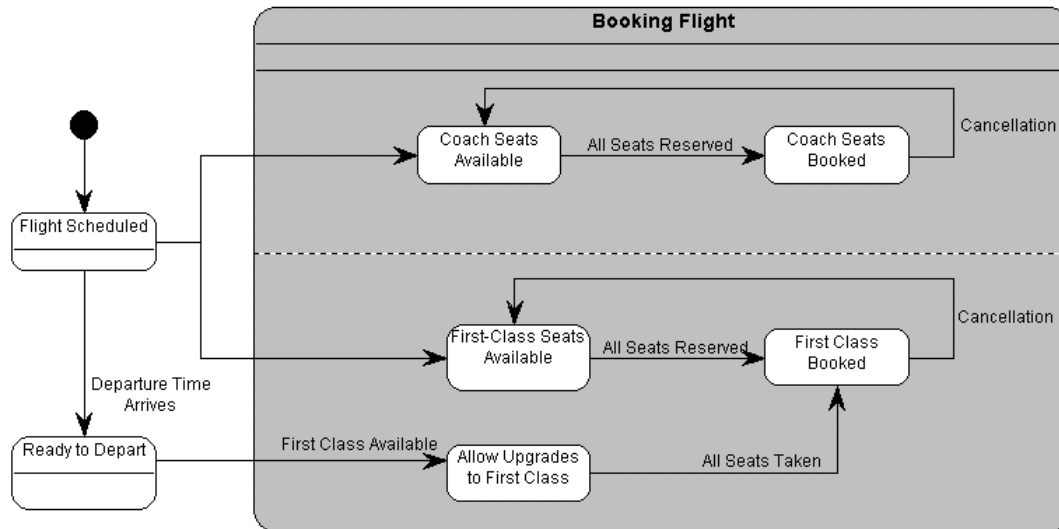 Booking Flight
Coach Seats
Available
All Seats Reserved
Coach Seats
Booked
Cancellation
Flight Scheduled
First-Class Seats
Available
All Seats Reserved
First Class
Booked
Cancellation
Departure Time
Arrives
Ready to Depart
First Class Available
Allow Upgrades
to First Class
All Seats Taken